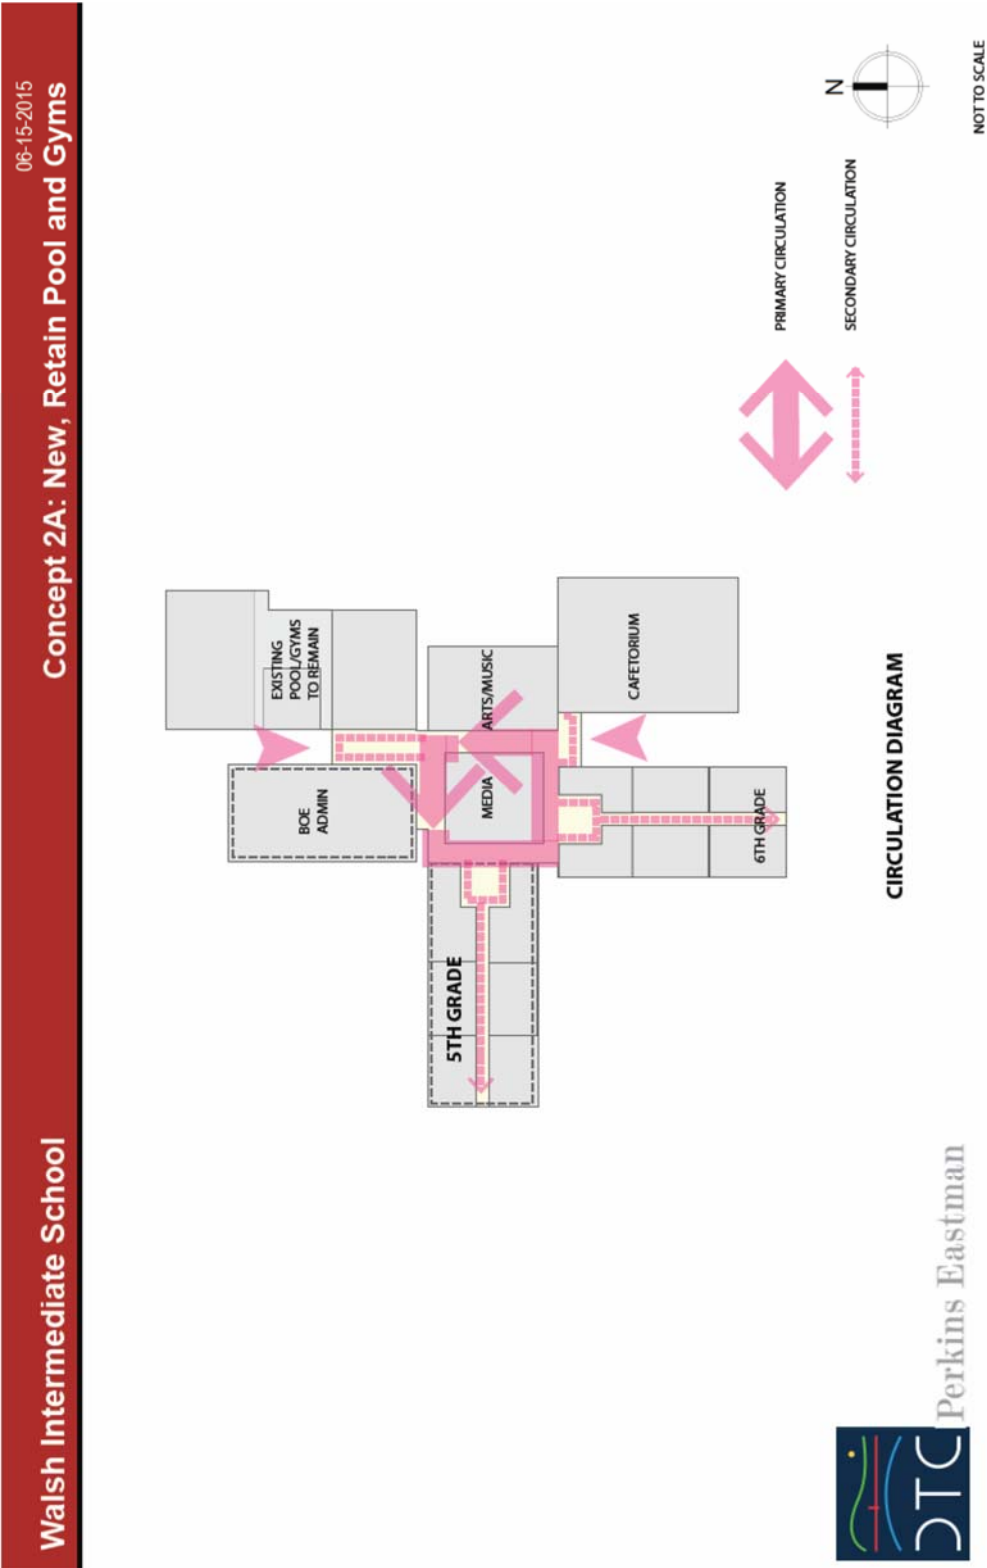 Walsh Intermediate School
06-15-2015
Concept 2A: New, Retain Pool and Gyms
EXISTING
POOL/GYMS
TO REMAIN
BOE
ADMIN
ARTS/MUSIC
MEDIA
5TH GRADE
CAFETORIUM
6TH GRADE
PRIMARY CIRCULATION
SECONDARY CIRCULATION
N
NOT TO SCALE
CIRCULATION DIAGRAM
DTC
Perkins Eastman